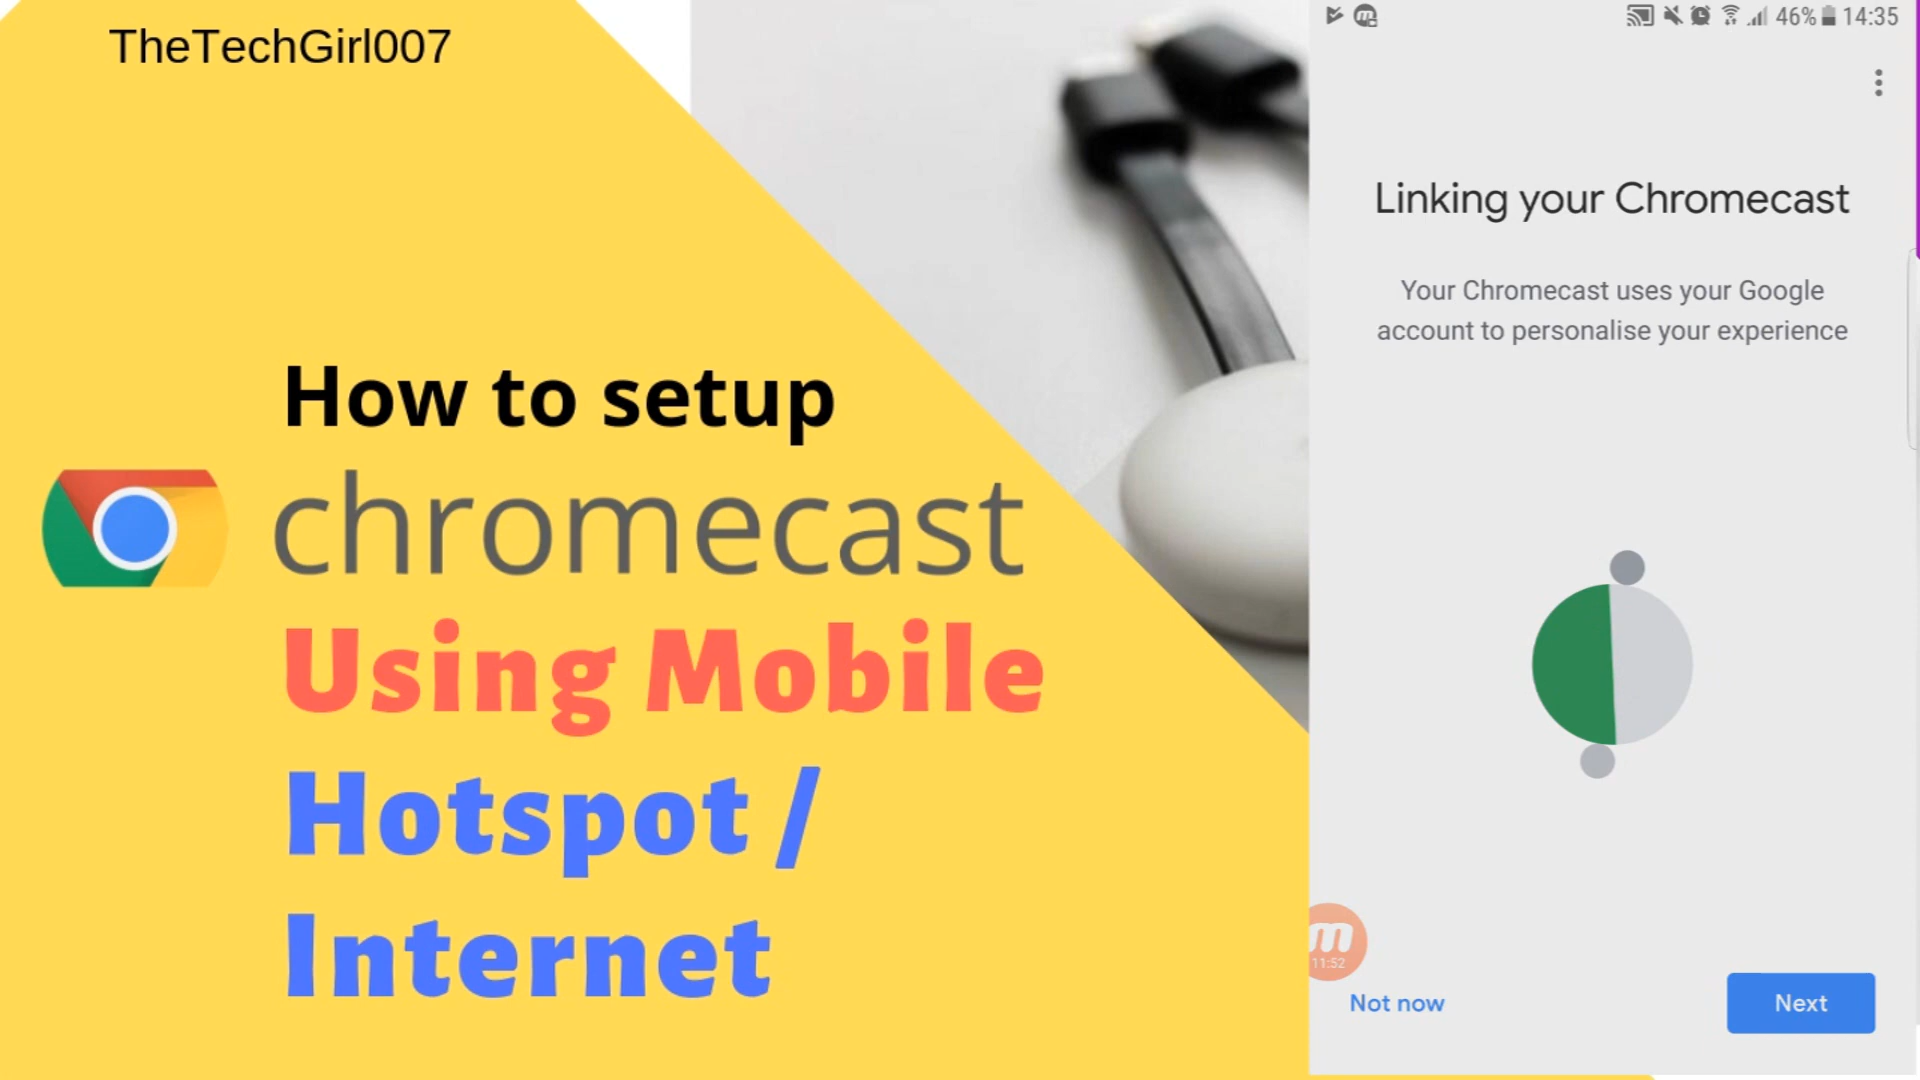 TheTechGirl007
How to setup
chromecast
Using Mobile
Hotspot /
Internet
46% 14:35
Linking your Chromecast
Your Chromecast uses your Google
account to personalise your experience
m
11:52
Not now
Next